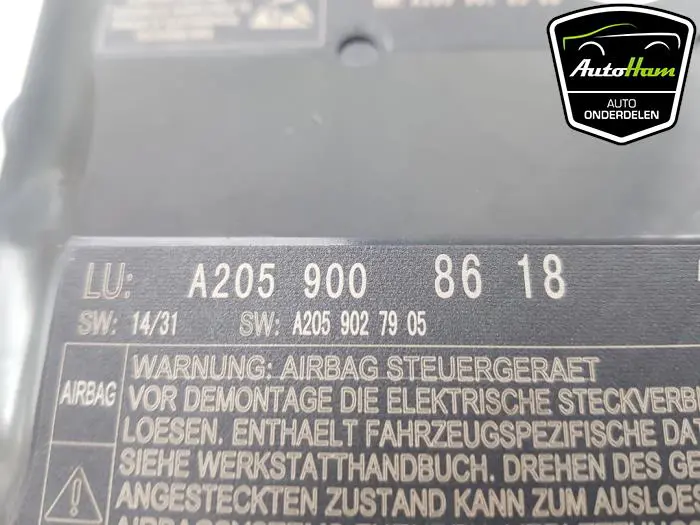 AutoHam
AUTO
ONDERDELEN
LU: A205 900 86 18
SW: 14/31 SW: A205 902 79 05
WARNUNG: AIRBAG STEUERGERAET
AIRBAG VOR DEMONTAGE DIE ELEKTRISCHE STECKVERB
LOESEN. ENTHAELT FAHRZEUGSPEZIFISCHE DAT
SIEHE WERKSTATTHANDBUCH. DREHEN DES GE
ANGESTECKTEN ZUSTAND KANN ZUM AUSLOE